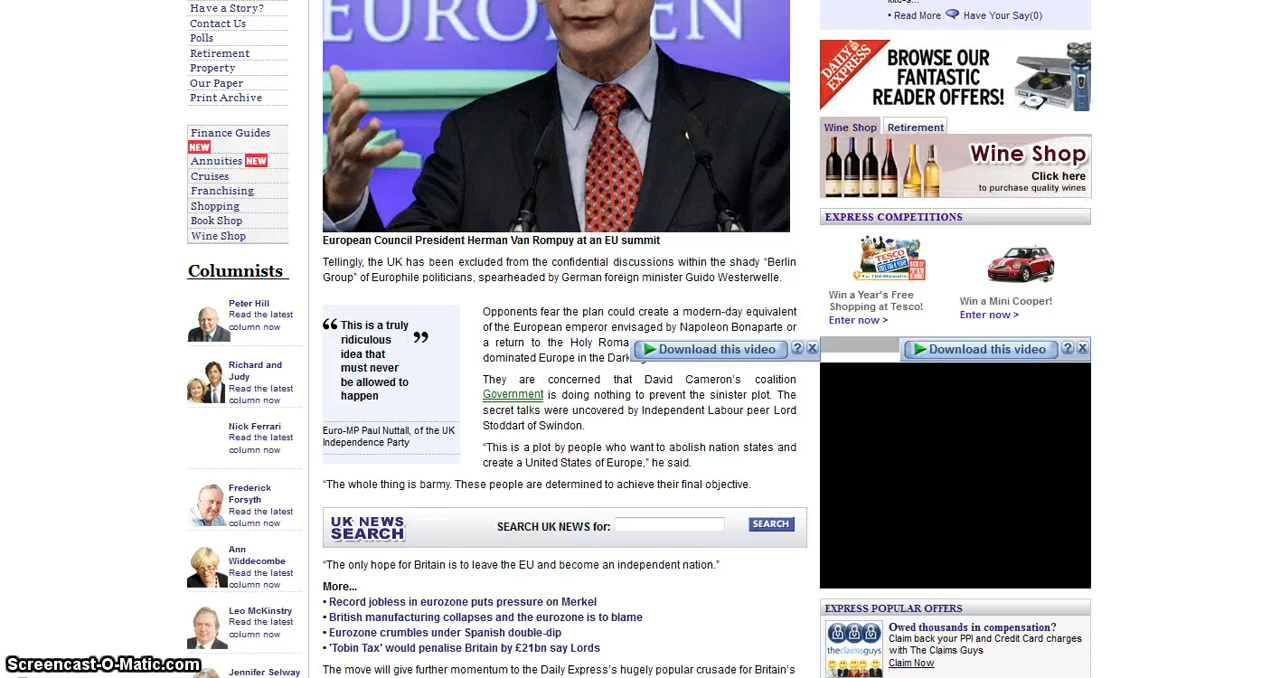 Have a Story?
Contact Us
Polls
Retirement
Property
Our Paper
Print Archive
Finance Guides
NEW
Annuities NEW
Cruises
Franchising
Shopping
Book Shop
Wine Shop
Columnists
Peter Hill
Read the latest
column now
Richard and
Judy
Read the latest
column now
Nick Ferrari
Read the latest
column now
Frederick
Forsyth
Read the latest
column now
Ann
Widdecombe
Read the latest
column now
Leo McKinstry
Read the latest
column now
Jennifer Selway
Screencast-O-Matic.com
EUROPEAN
European Council President Herman Van Rompuy at an EU summit
Tellingly, the UK has been excluded from the confidential discussions within the shady “Berlin
Group” of Europhile politicians, spearheaded by German foreign minister Guido Westerwelle.
“ This is a truly
ridiculous ”
idea that
must never
be allowed to
happen
Euro-MP Paul Nuttall, of the UK
Independence Party
Opponents fear the plan could create a modern-day equivalent
of the European emperor envisaged by Napoleon Bonaparte or
a return to the Holy
dominated Europe in the
They are concerned that David Cameron’s coalition
Government is doing nothing to prevent the sinister plot. The
secret talks were uncovered by Independent Labour peer Lord
Stoddart of Swindon.
“This is a plot by people who want to abolish nation states and
create a United States of Europe,” he said.
“The whole thing is barmy. These people are determined to achieve their final objective.
UK NEWS
SEARCH
SEARCH UK NEWS for:
SEARCH
“The only hope for Britain is to leave the EU and become an independent nation.”
More...
• Record jobless in eurozone puts pressure on Merkel
• British manufacturing collapses and the eurozone is to blame
• Eurozone crumbles under Spanish double-dip
• 'Tobin Tax' would penalise Britain by £21bn say Lords
The move will give further momentum to the Daily Express’s hugely popular crusade for Britain’s
• Read More Have Your Say(0)
DAILY EXPRESS
BROWSE OUR
FANTASTIC
READER OFFERS!
Wine Shop Retirement
Wine Shop
Click here
to purchase quality wines
EXPRESS COMPETITIONS
TESCO
Win a Year's Free
Shopping at Tesco!
Enter now >
Win a Mini Cooper!
Enter now >
Download this video ? X
Download this video ? X
EXPRESS POPULAR OFFERS
theclaimsguys
Owed thousands in compensation?
Claim back your PPI and Credit Card charges
with The Claims Guys
Claim Now